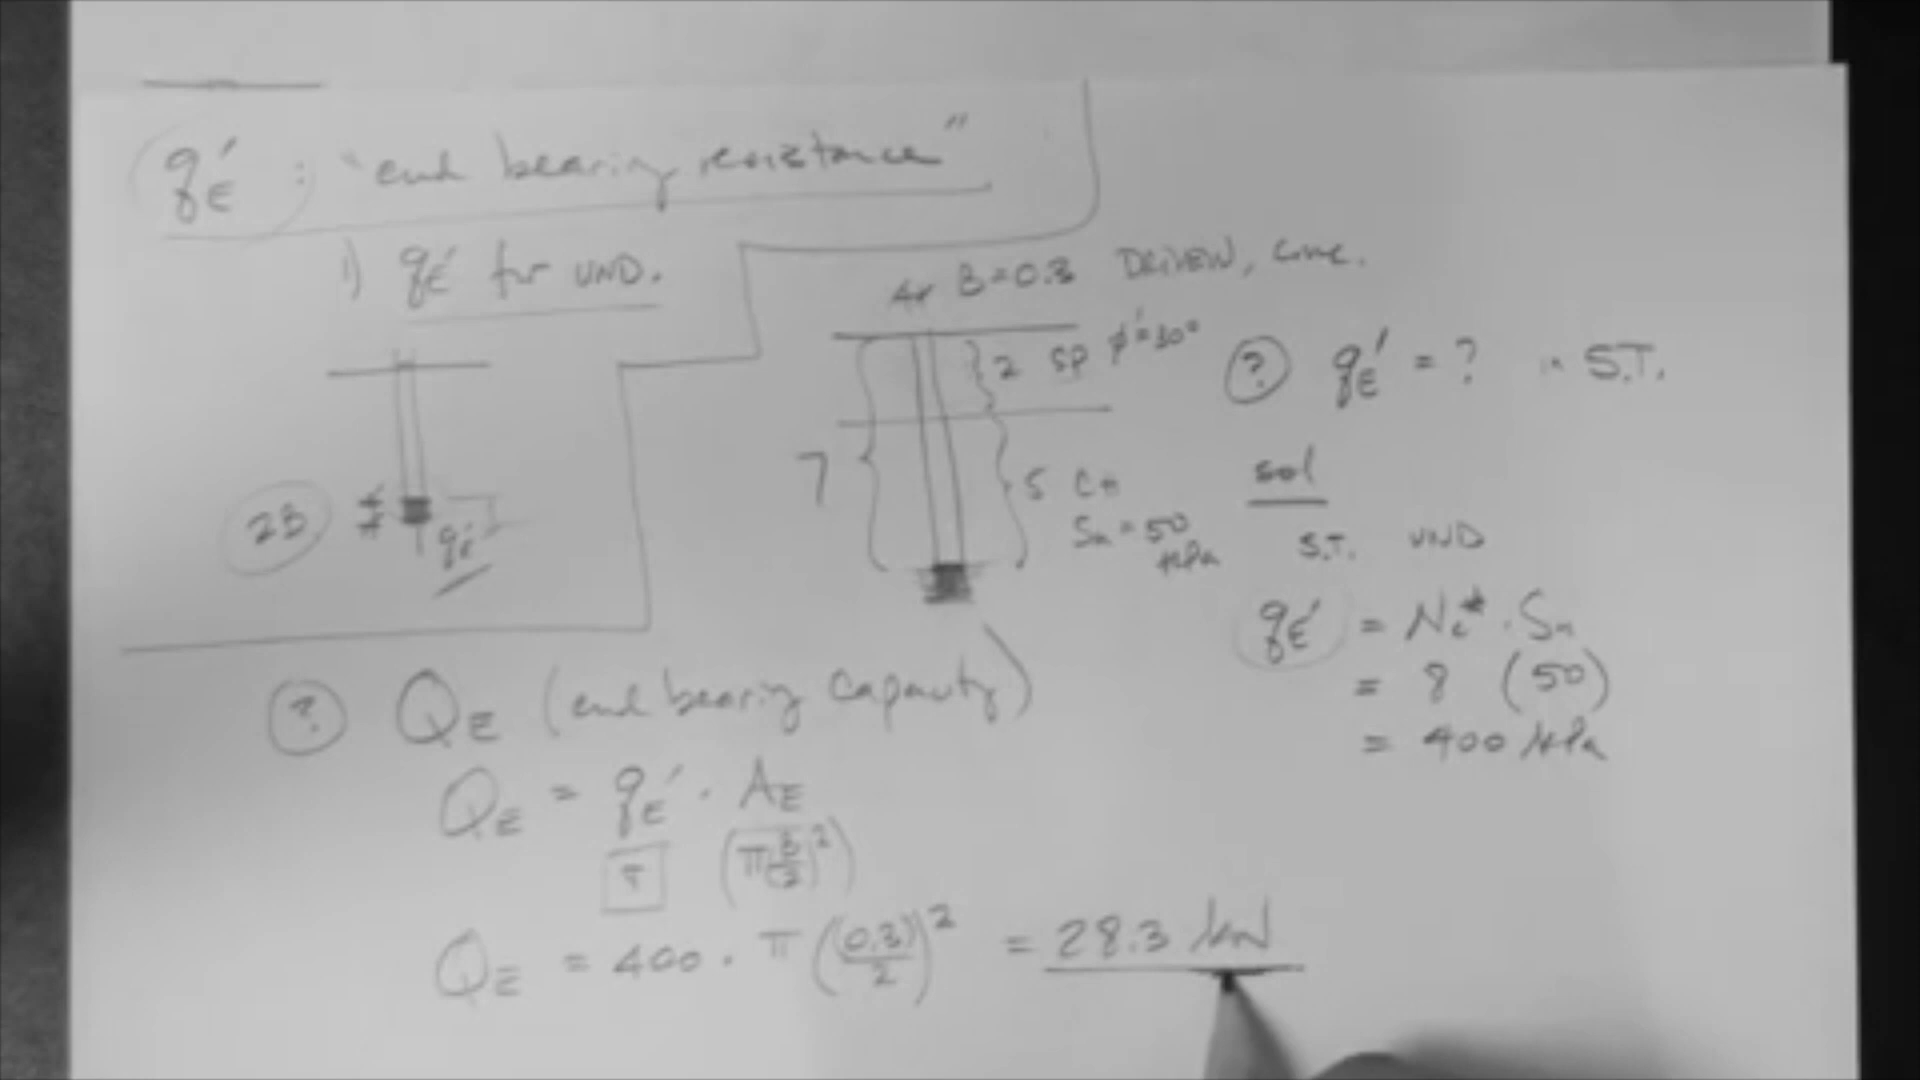 q'E : "end bearing resistance"
1) q'E for UND.
2B
q'E
B=0.3 DRIVEN, conc.
2 SP φ'=30°
7
5 CH
Su = 50
kPa
? q'E = ? in S.T.
sol
S.T. UND
q'E = Nc* · Su
= 8 (50)
= 400 kPa
? QE (end bearing capacity)
QE = q'E · AE
(π(B/2)²)
QE = 400 · π ((0.3)/2)² = 28.3 kN